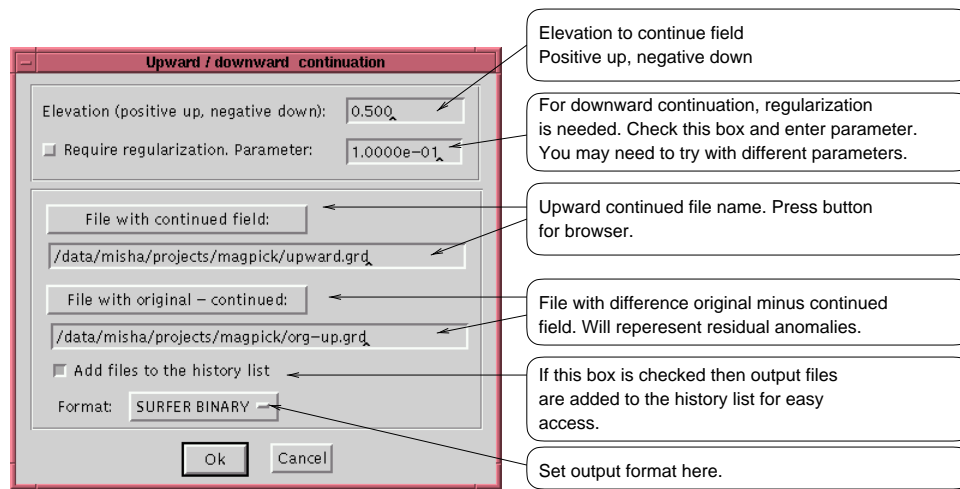 Upward / downward continuation
Elevation (positive up, negative down): 0.500
Require regularization. Parameter: 1.0000e-01
File with continued field:
/data/misha/projects/magpick/upward.grd
File with original - continued:
/data/misha/projects/magpick/org-up.grd
Add files to the history list
Format: SURFER BINARY
Ok Cancel
Elevation to continue field
Positive up, negative down
For downward continuation, regularization
is needed. Check this box and enter parameter.
You may need to try with different parameters.
Upward continued file name. Press button
for browser.
File with difference original minus continued
field. Will reperesent residual anomalies.
If this box is checked then output files
are added to the history list for easy
access.
Set output format here.